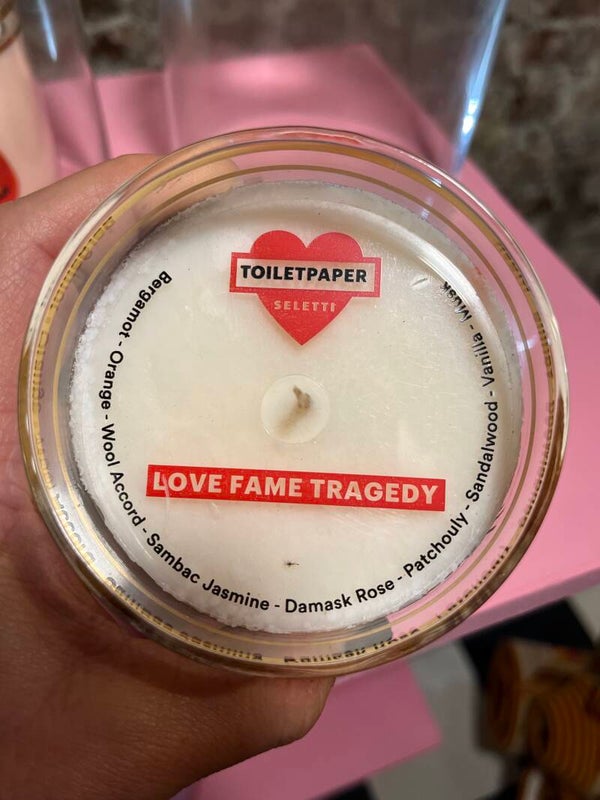 TOILETPAPER
SELETTI
LOVE FAME TRAGEDY
Bergamot - Orange - Wool Accord - Sambac Jasmine - Damask Rose - Patchouly - Sandalwood - Vanilla - Musk